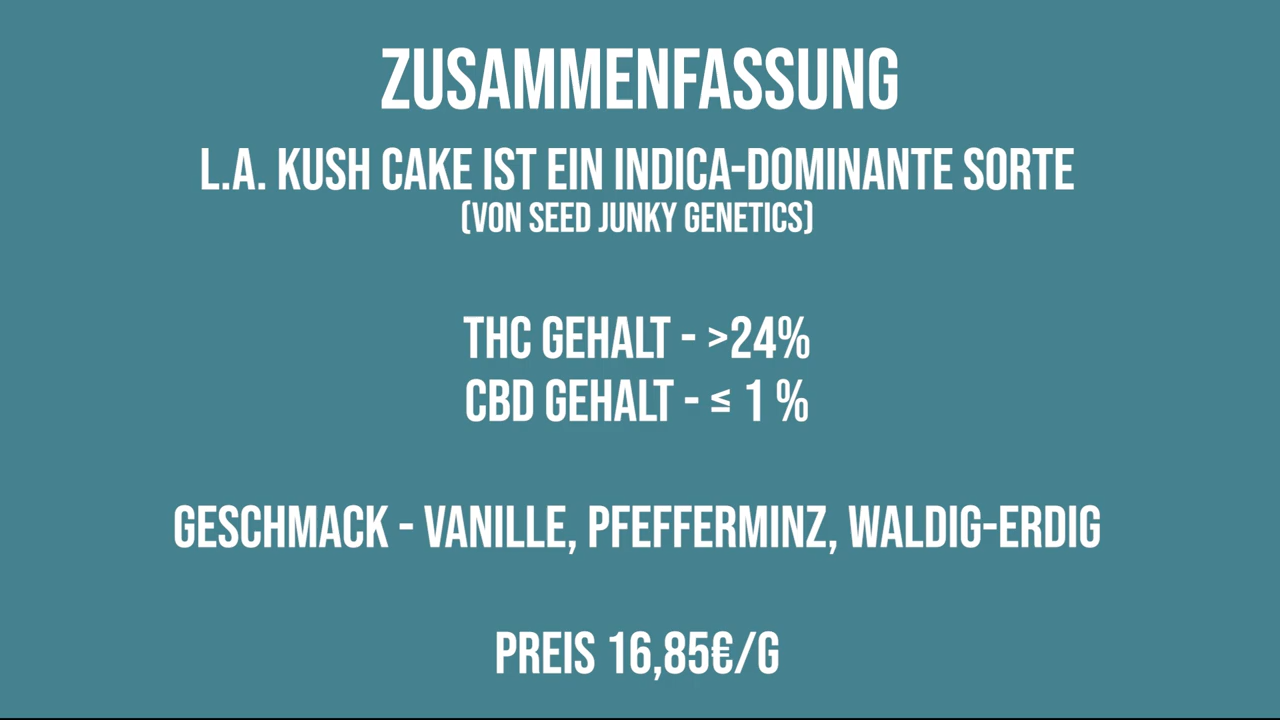 ZUSAMMENFASSUNG
L.A. KUSH CAKE IST EIN INDICA-DOMINANTE SORTE
(VON SEED JUNKY GENETICS)
THC GEHALT - >24%
CBD GEHALT - ≤ 1 %
GESCHMACK - VANILLE, PFEFFERMINZ, WALDIG-ERDIG
PREIS 16,85€/G